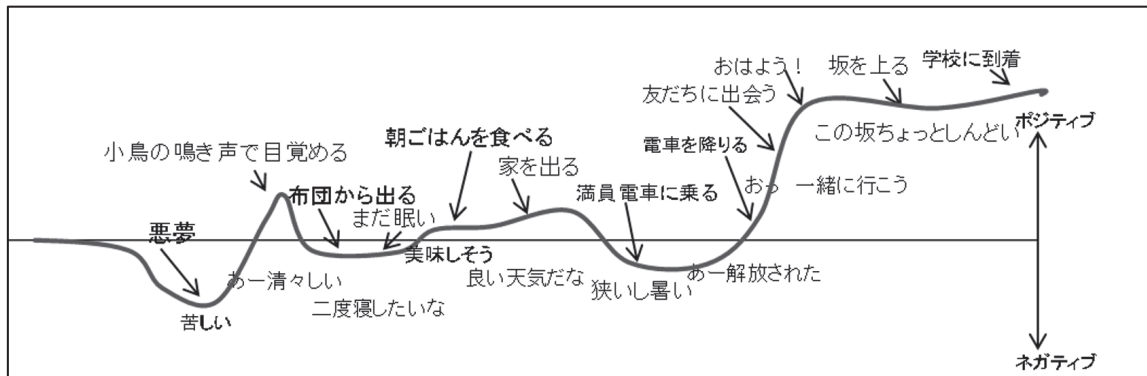 おはよう！
坂を上る
学校に到着
友だちに出会う
ポジティブ
この坂ちょっとしんどい
朝ごはんを食べる
電車を降りる
小鳥の鳴き声で目覚める
家を出る
布団から出る
満員電車に乗る
おっ 一緒に行こう
まだ眠い
悪夢
美味しそう
あー清々しい
良い天気だな
あー解放された
狭いし暑い
二度寝したいな
苦しい
ネガティブ